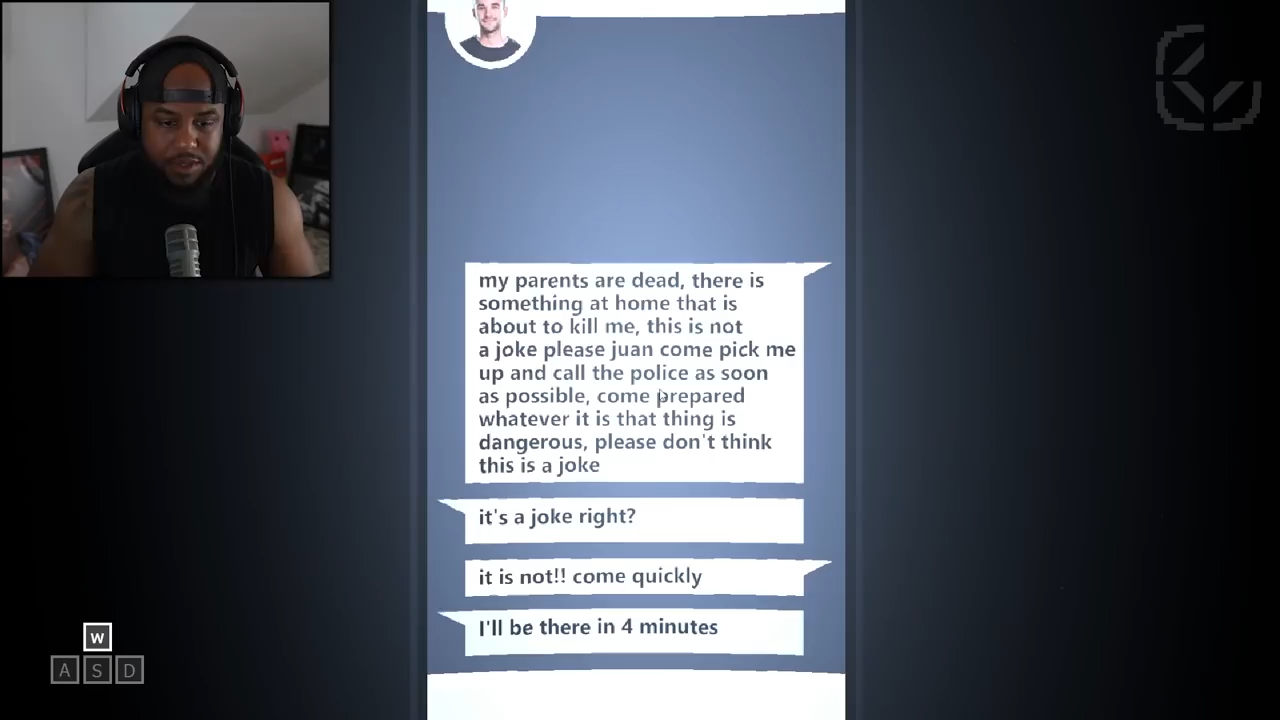 my parents are dead, there is
something at home that is
about to kill me, this is not
a joke please juan come pick me
up and call the police as soon
as possible, come prepared
whatever it is that thing is
dangerous, please don't think
this is a joke
it's a joke right?
it is not!! come quickly
I'll be there in 4 minutes
W
A S D